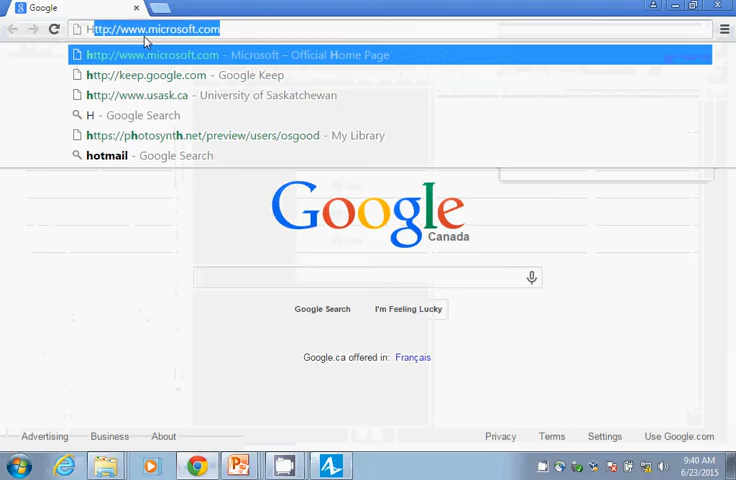 Google
Http://www.microsoft.com
http://www.microsoft.com - Microsoft – Official Home Page
http://keep.google.com - Google Keep
http://www.usask.ca - University of Saskatchewan
H - Google Search
https://photosynth.net/preview/users/osgood - My Library
hotmail - Google Search
Google
Canada
Google Search I'm Feeling Lucky
Google.ca offered in: Français
Advertising Business About Privacy Terms Settings Use Google.com
9:40 AM
6/23/2015